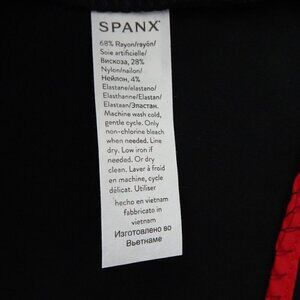 SPANX
68% Rayon/rayón/
Soie artificielle/
Вискоза, 28%
Nylon/nailon/
Нейлон, 4%
Elastane/elastano/
Elasthanne/Elastan/
Elastaan/Эластан.
Machine wash cold,
gentle cycle. Only
non-chlorine bleach
when needed. Line
dry. Low iron if
needed. Or dry
clean. Laver à froid
en machine, cycle
délicat. Utiliser
hecho en vietnam
fabbricato in
vietnam
Изготовлено во
Вьетнаме